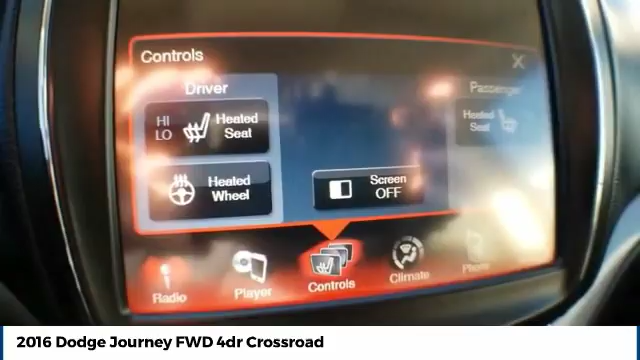 Controls
X
Driver
Passenger
HI
LO
Heated
Seat
Heated
Seat
Heated
Wheel
Screen
OFF
Radio
Player
Controls
Climate
Phone
2016 Dodge Journey FWD 4dr Crossroad